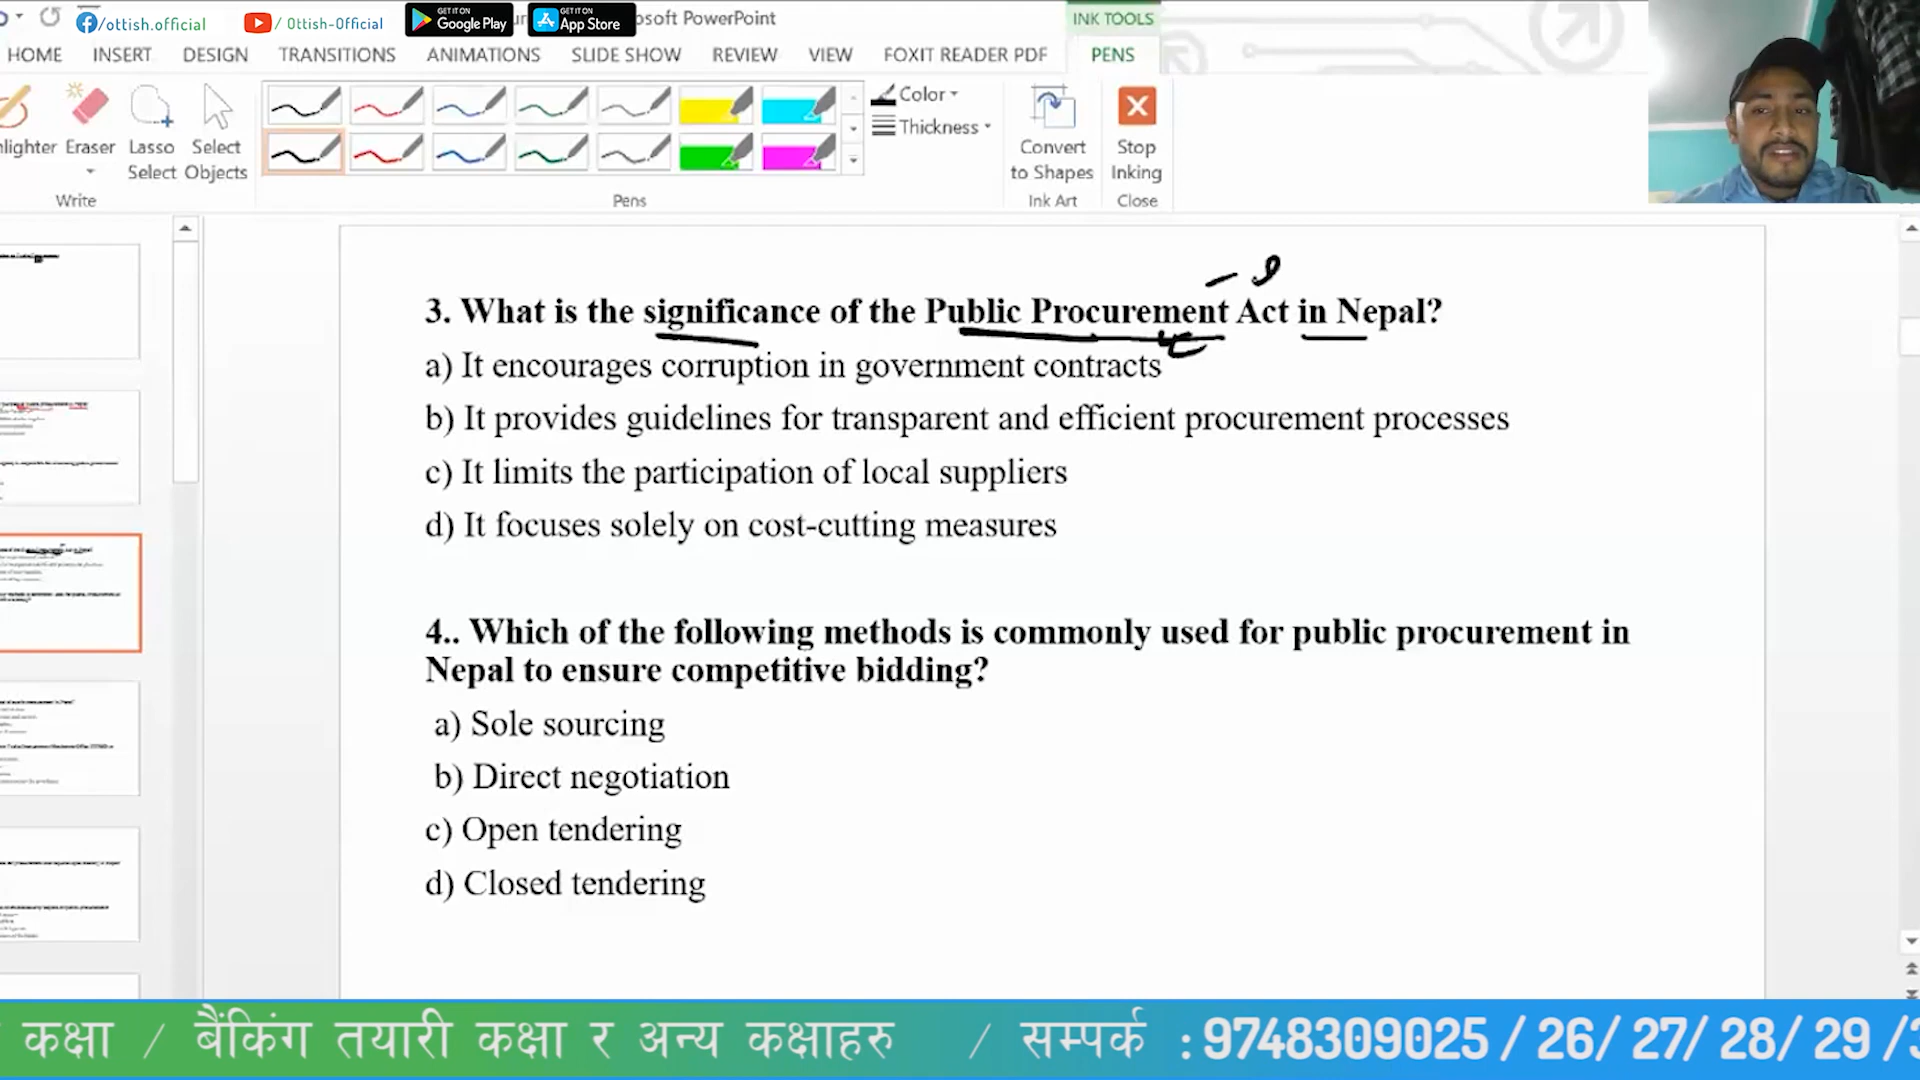 /ottish.official
/ Ottish-Official
GET IT ON
Google Play
GET IT ON
App Store
osoft PowerPoint
INK TOOLS
HOME
INSERT
DESIGN
TRANSITIONS
ANIMATIONS
SLIDE SHOW
REVIEW
VIEW
FOXIT READER PDF
PENS
hlighter
Eraser
Lasso
Select
Select
Objects
Color
Thickness
Convert
to Shapes
Stop
Inking
Write
Pens
Ink Art
Close
3. What is the significance of the Public Procurement Act in Nepal?
a) It encourages corruption in government contracts
b) It provides guidelines for transparent and efficient procurement processes
c) It limits the participation of local suppliers
d) It focuses solely on cost-cutting measures
4.. Which of the following methods is commonly used for public procurement in
Nepal to ensure competitive bidding?
a) Sole sourcing
b) Direct negotiation
c) Open tendering
d) Closed tendering
कक्षा / बैंकिंग तयारी कक्षा र अन्य कक्षाहरु / सम्पर्क : 9748309025 / 26/ 27/ 28/ 29 /3